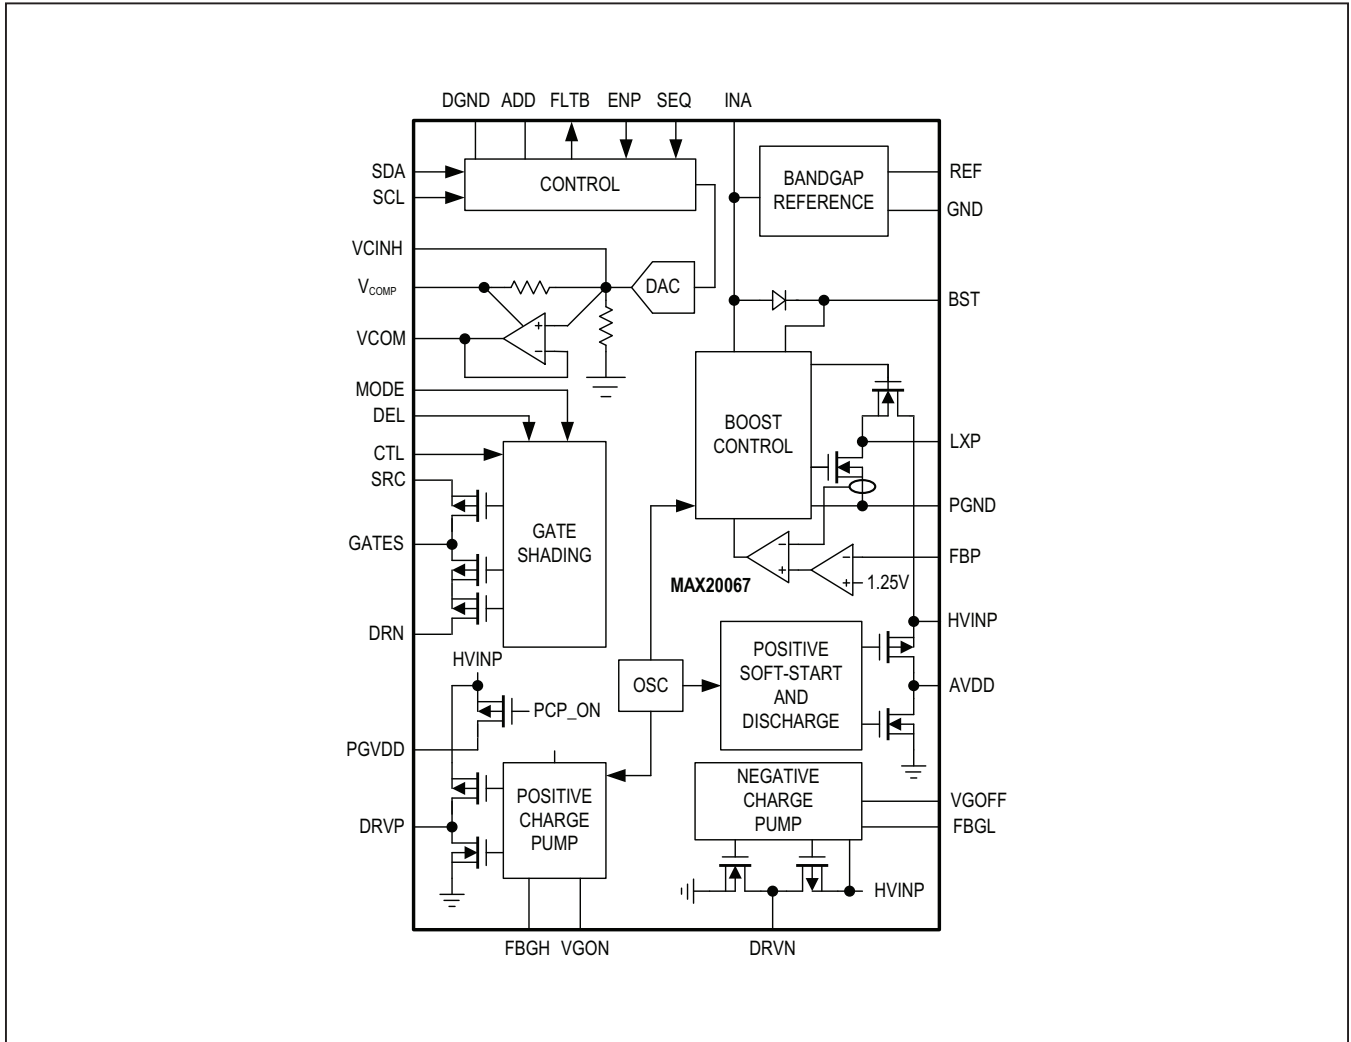 DGND ADD FLTB ENP SEQ INA
SDA
SCL
CONTROL
BANDGAP
REFERENCE
REF
GND
VCINH
VCOMP
DAC
BST
VCOM
+
−
MODE
DEL
CTL
SRC
GATES
DRN
GATE
SHADING
BOOST
CONTROL
LXP
PGND
FBP
−
+
−
+
1.25V
MAX20067
HVINP
HVINP
OSC
POSITIVE
SOFT-START
AND
DISCHARGE
AVDD
PCP_ON
PGVDD
DRVP
POSITIVE
CHARGE
PUMP
NEGATIVE
CHARGE
PUMP
VGOFF
FBGL
HVINP
FBGH VGON
DRVN